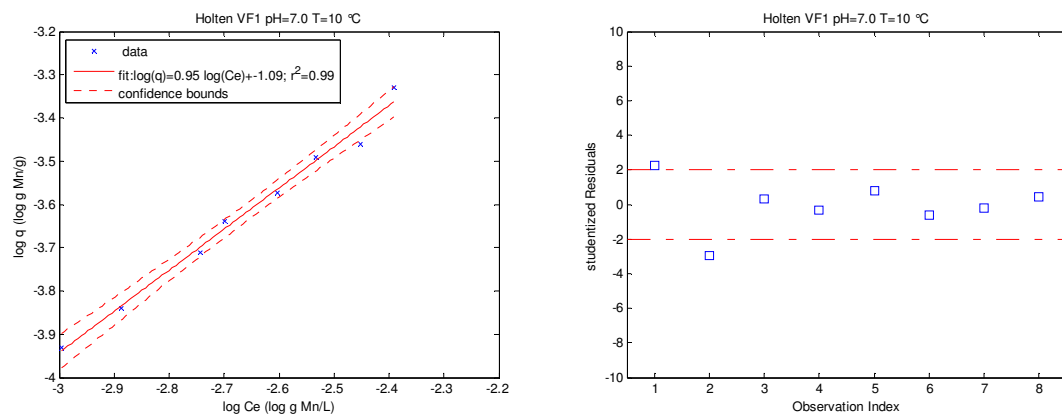 Holten VF1 pH=7.0 T=10 °C
data
fit:log(q)=0.95 log(Ce)+-1.09; r²=0.99
confidence bounds
-3.2
-3.3
-3.4
-3.5
-3.6
-3.7
-3.8
-3.9
-4
log q (log g Mn/g)
-3 -2.9 -2.8 -2.7 -2.6 -2.5 -2.4 -2.3 -2.2
log Ce (log g Mn/L)
Holten VF1 pH=7.0 T=10 °C
10
8
6
4
2
0
-2
-4
-6
-8
-10
studentized Residuals
1 2 3 4 5 6 7 8
Observation Index